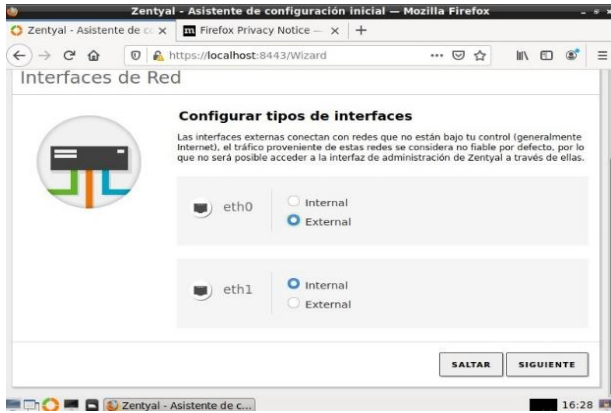 Zentyal - Asistente de configuración inicial — Mozilla Firefox
Zentyal - Asistente de co
Firefox Privacy Notice —
https://localhost:8443/Wizard
Interfaces de Red
Configurar tipos de interfaces
Las interfaces externas conectan con redes que no están bajo tu control (generalmente
Internet), el tráfico proveniente de estas redes se considera no fiable por defecto, por lo
que no será posible acceder a la interfaz de administración de Zentyal a través de ellas.
eth0
Internal
External
eth1
Internal
External
SALTAR
SIGUIENTE
Zentyal - Asistente de c...
16:28